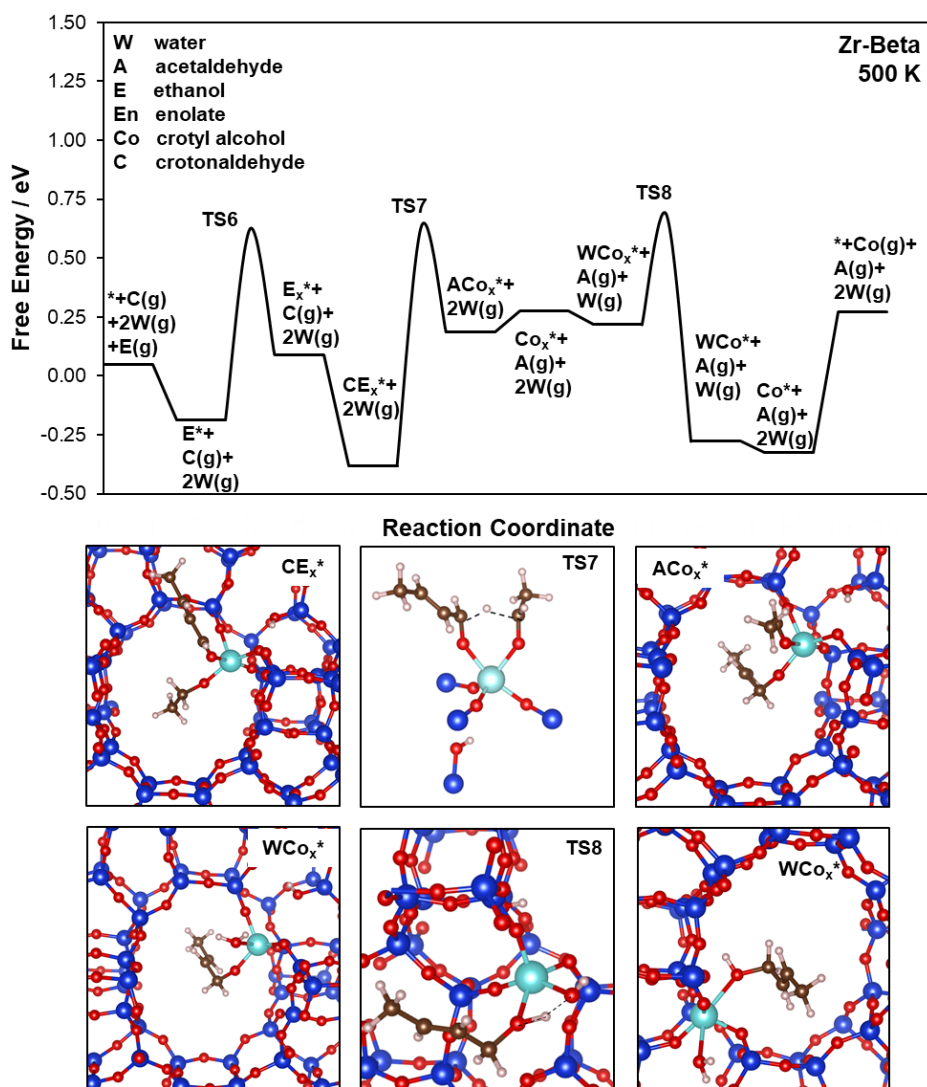 1.50
1.25
1.00
0.75
0.50
0.25
0.00
-0.25
-0.50
Free Energy / eV
W water
A acetaldehyde
E ethanol
En enolate
Co crotyl alcohol
C crotonaldehyde
Zr-Beta
500 K
*+C(g)
+2W(g)
+E(g)
E*+
C(g)+
2W(g)
TS6
Eₓ*+
C(g)+
2W(g)
CEₓ*+
2W(g)
TS7
ACoₓ*+
2W(g)
Coₓ*+
A(g)+
2W(g)
WCoₓ*+
A(g)+
W(g)
TS8
WCo*+
A(g)+
W(g)
Co*+
A(g)+
2W(g)
*+Co(g)+
A(g)+
2W(g)
Reaction Coordinate
CEₓ*
TS7
ACoₓ*
WCoₓ*
TS8
WCoₓ*